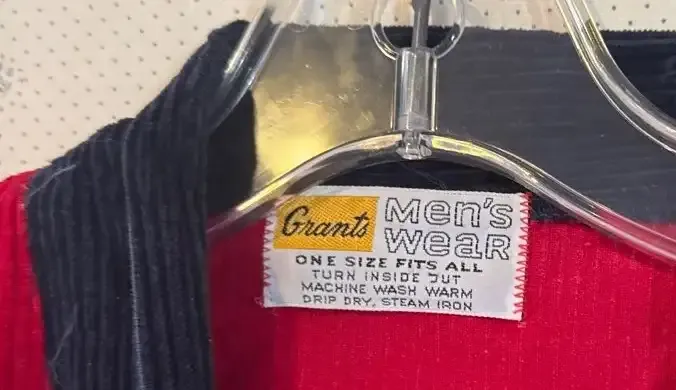 Grants Men's
WeaR
ONE SIZE FITS ALL
TURN INSIDE OUT
MACHINE WASH WARM
DRIP DRY, STEAM IRON